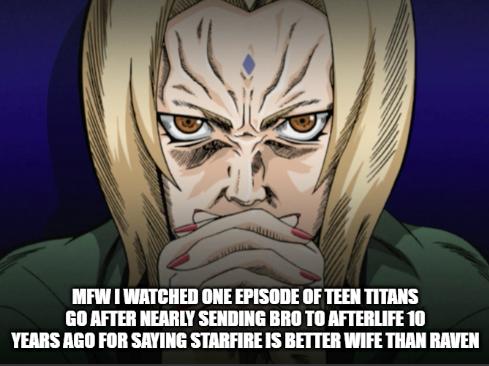 MFW I WATCHED ONE EPISODE OF TEEN TITANS
GO AFTER NEARLY SENDING BRO TO AFTERLIFE 10
YEARS AGO FOR SAYING STARFIRE IS BETTER WIFE THAN RAVEN